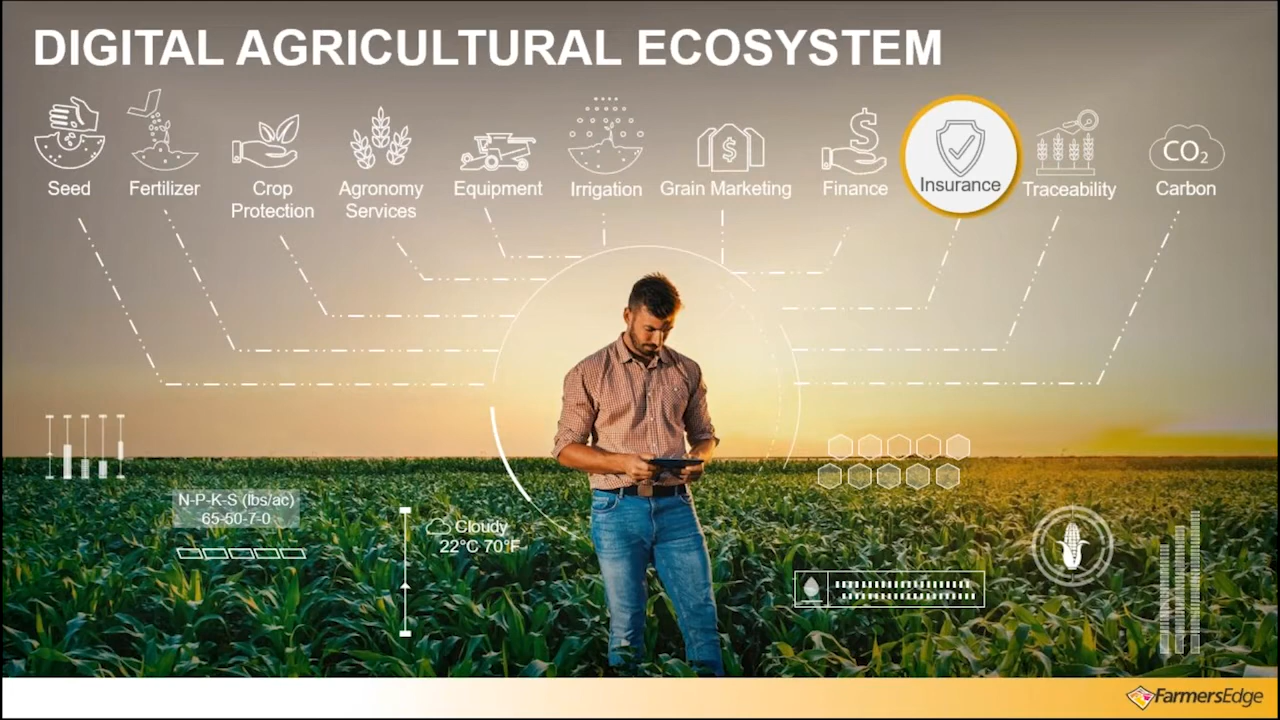 DIGITAL AGRICULTURAL ECOSYSTEM
Seed
Fertilizer
Crop
Protection
Agronomy
Services
Equipment
Irrigation
Grain Marketing
$
Finance
$
Insurance
Traceability
CO₂
Carbon
N-P-K-S (lbs/ac)
65-50-7-0
Cloudy
22°C 70°F
FarmersEdge